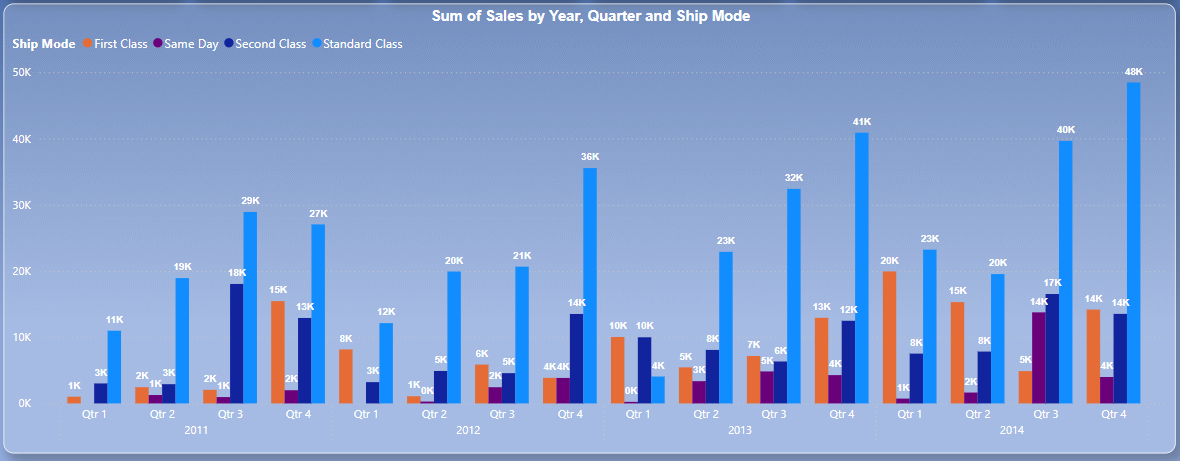 Sum of Sales by Year, Quarter and Ship Mode
Ship Mode First Class Same Day Second Class Standard Class
50K
40K
30K
20K
10K
0K
1K 3K 11K
2K 1K 3K 19K
2K 1K 18K 29K
15K 2K 13K 27K
8K 3K 12K
1K 0K 5K 20K
6K 2K 5K 21K
4K 4K 14K 36K
10K 0K 10K 4K
5K 3K 8K 23K
7K 5K 6K 32K
13K 4K 12K 41K
20K 1K 8K 23K
15K 2K 8K 20K
5K 14K 17K 40K
14K 4K 14K 48K
Qtr 1 Qtr 2 Qtr 3 Qtr 4 Qtr 1 Qtr 2 Qtr 3 Qtr 4 Qtr 1 Qtr 2 Qtr 3 Qtr 4 Qtr 1 Qtr 2 Qtr 3 Qtr 4
2011 2012 2013 2014